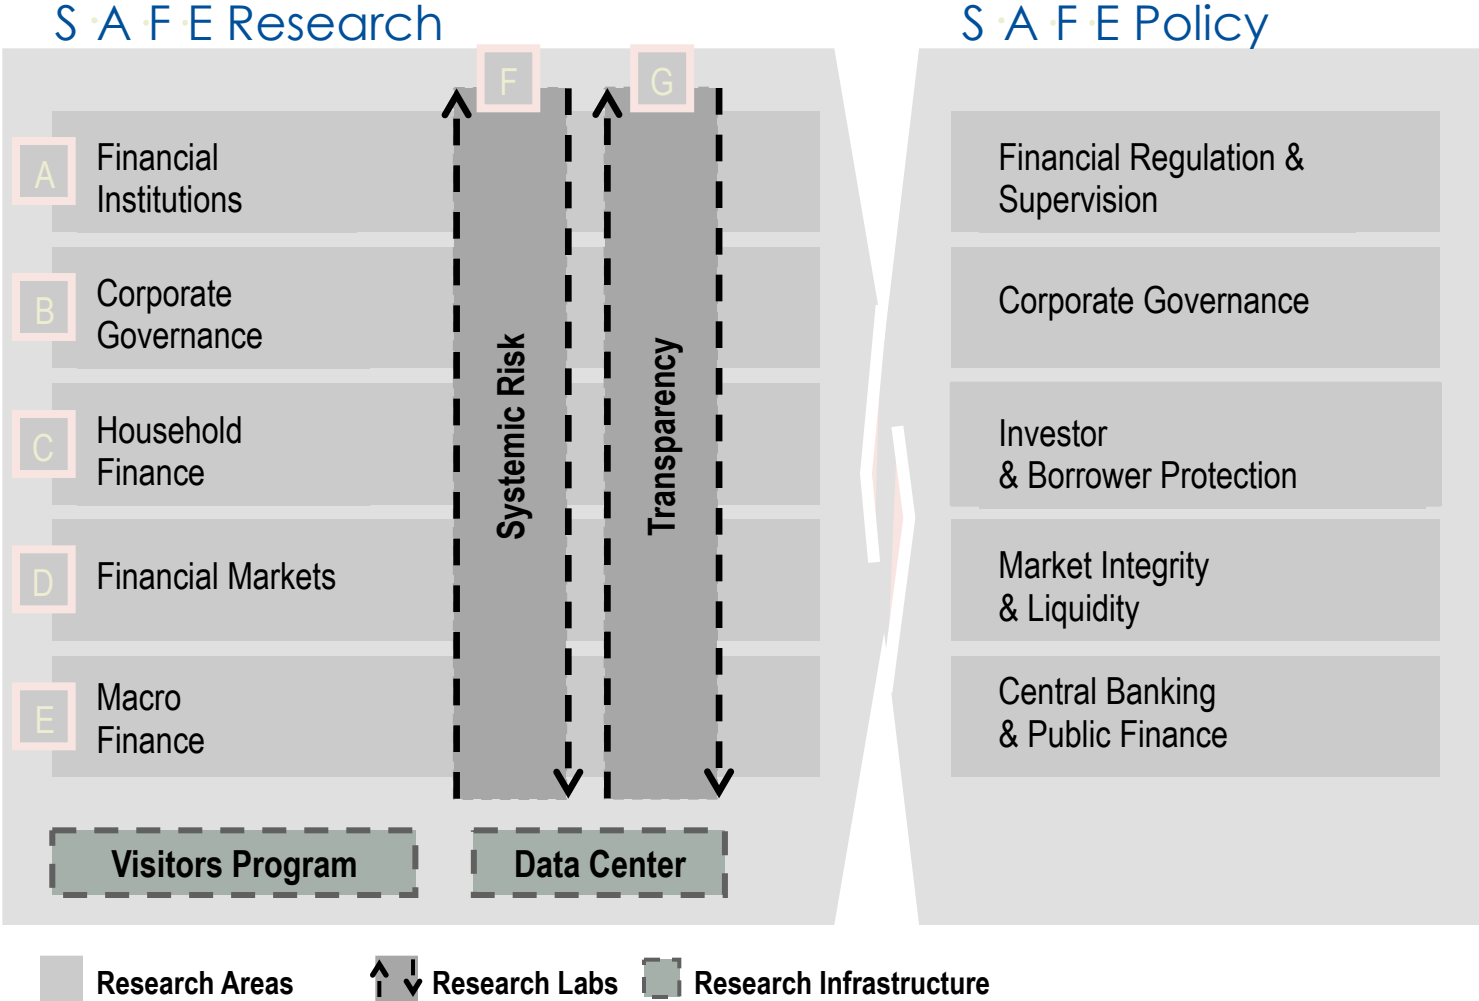 S·A·F·E Research
S·A·F·E Policy
F
G
A
Financial
Institutions
B
Corporate
Governance
C
Household
Finance
D
Financial Markets
E
Macro
Finance
Systemic Risk
Transparency
Financial Regulation &
Supervision
Corporate Governance
Investor
& Borrower Protection
Market Integrity
& Liquidity
Central Banking
& Public Finance
Visitors Program
Data Center
Research Areas
Research Labs
Research Infrastructure